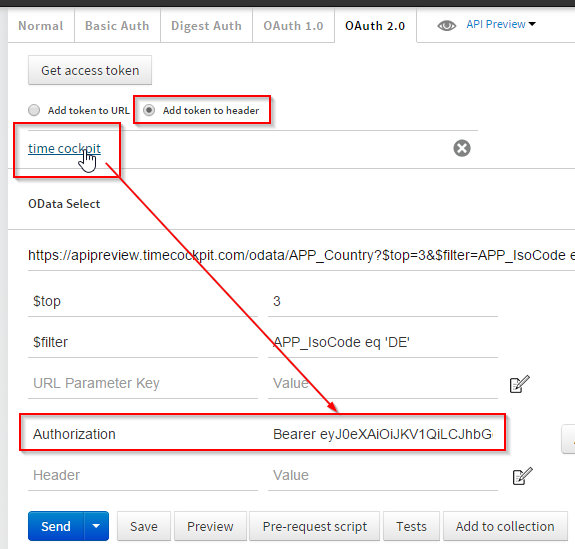 Normal Basic Auth Digest Auth OAuth 1.0 OAuth 2.0 API Preview
Get access token
Add token to URL Add token to header
time cockpit
OData Select
https://apipreview.timecockpit.com/odata/APP_Country?$top=3&$filter=APP_IsoCode e
$top 3
$filter APP_IsoCode eq 'DE'
URL Parameter Key Value
Authorization Bearer eyJ0eXAiOiJKV1QiLCJhbG
Header Value
Send Save Preview Pre-request script Tests Add to collection